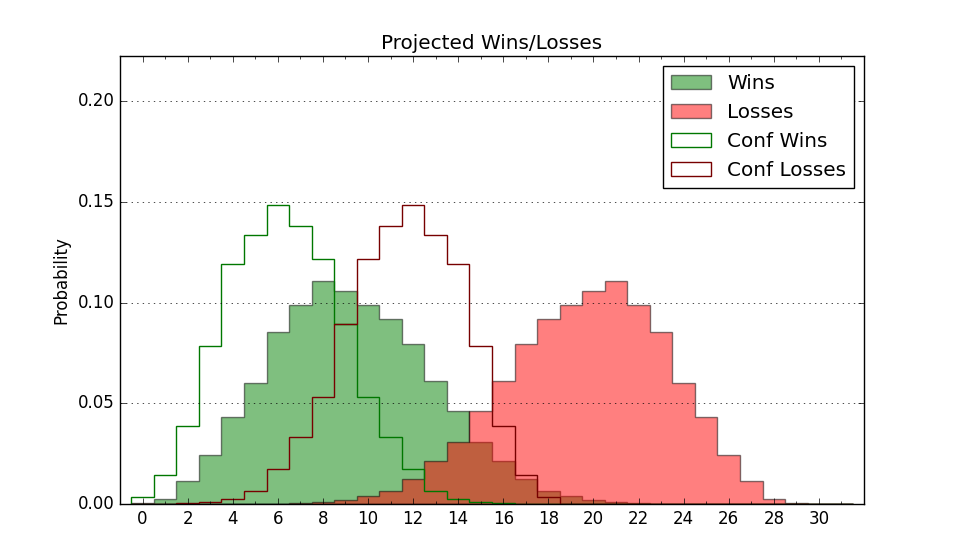 Projected Wins/Losses
Wins
Losses
Conf Wins
Conf Losses
Probability
0.20
0.15
0.10
0.05
0.00
0 2 4 6 8 10 12 14 16 18 20 22 24 26 28 30